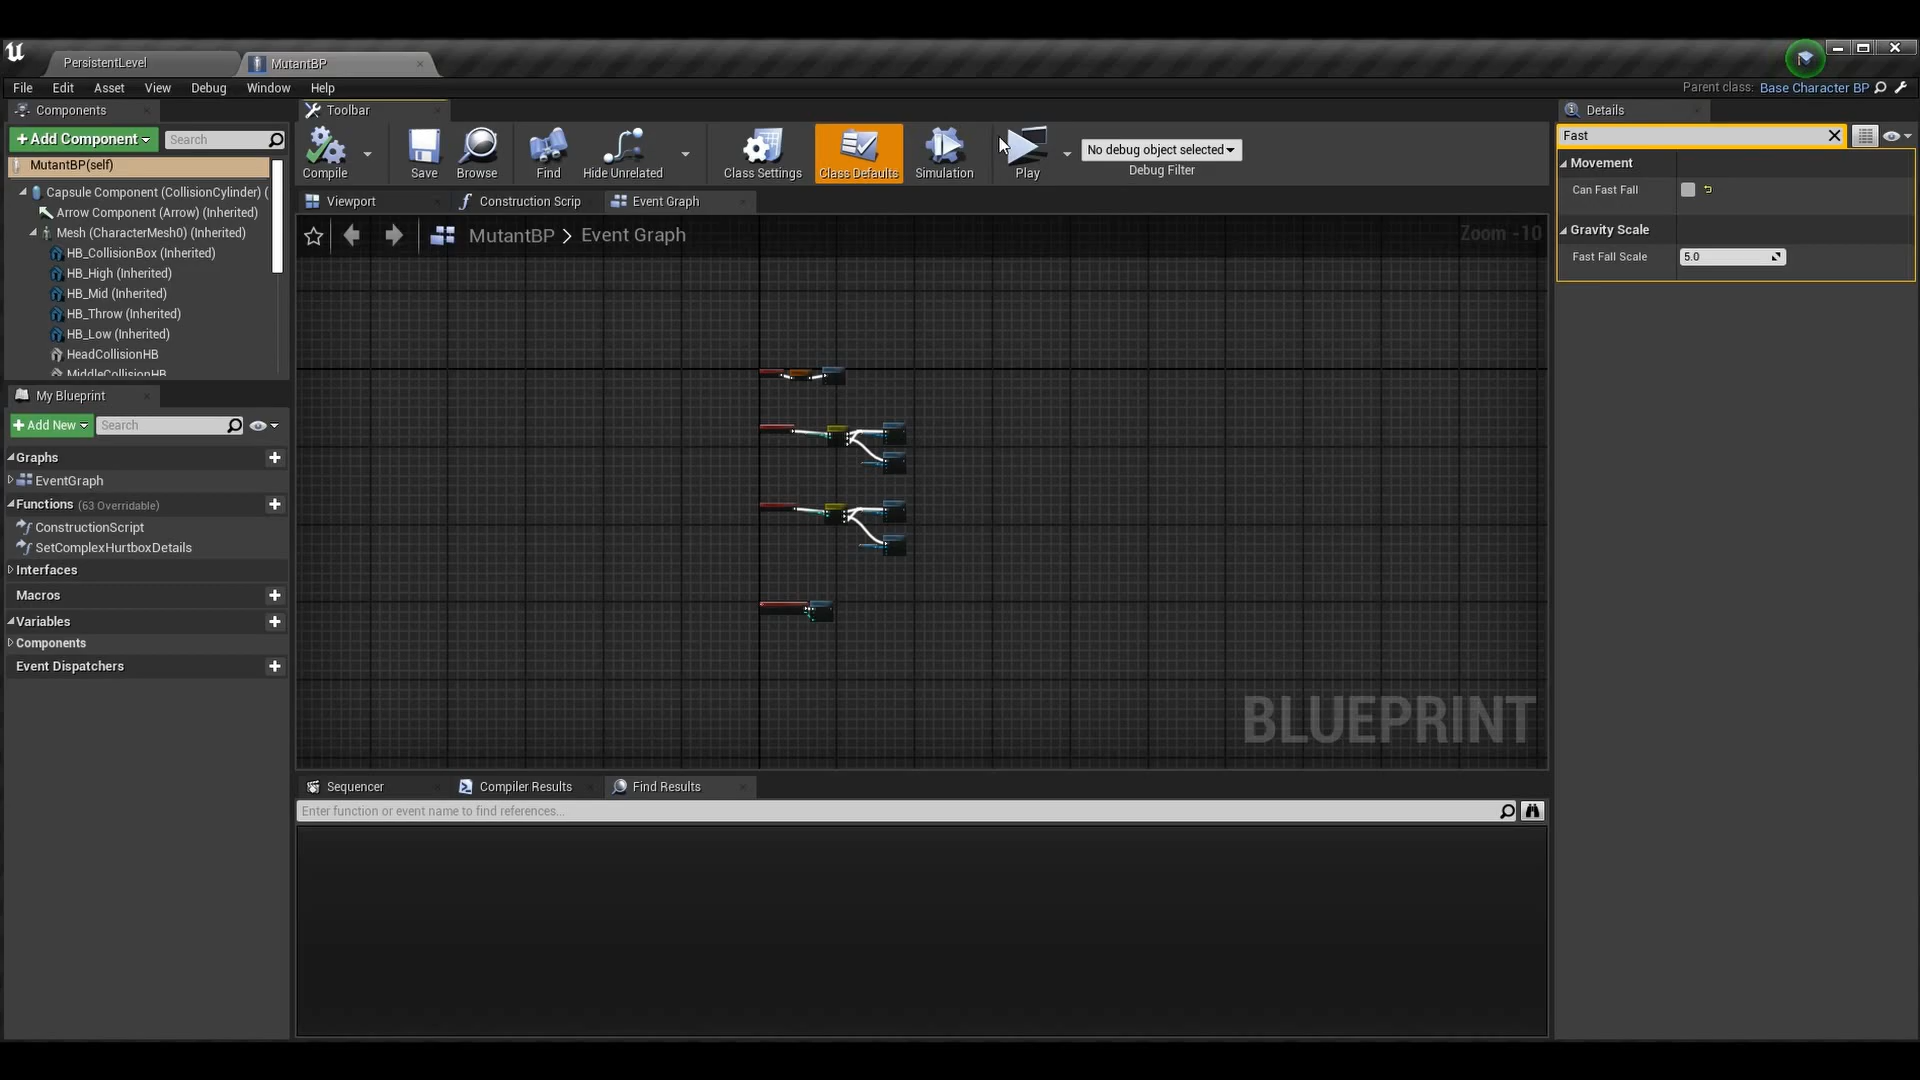 PersistentLevel
MutantBP
File Edit Asset View Debug Window Help
Parent class: Base Character BP
Components
Toolbar
Details
+Add Component
Search
Compile
Save
Browse
Find
Hide Unrelated
Class Settings
Class Defaults
Simulation
Play
No debug object selected
Debug Filter
Fast
Movement
Can Fast Fall
Gravity Scale
Fast Fall Scale
5.0
MutantBP(self)
Capsule Component (CollisionCylinder) (
Arrow Component (Arrow) (Inherited)
Mesh (CharacterMesh0) (Inherited)
HB_CollisionBox (Inherited)
HB_High (Inherited)
HB_Mid (Inherited)
HB_Throw (Inherited)
HB_Low (Inherited)
HeadCollisionHB
MiddleCollisionHB
Viewport
Construction Scrip
Event Graph
MutantBP > Event Graph
Zoom -10
My Blueprint
+Add New
Search
Graphs
EventGraph
Functions (63 Overridable)
ConstructionScript
SetComplexHurtboxDetails
Interfaces
Macros
Variables
Components
Event Dispatchers
BLUEPRINT
Sequencer
Compiler Results
Find Results
Enter function or event name to find references...